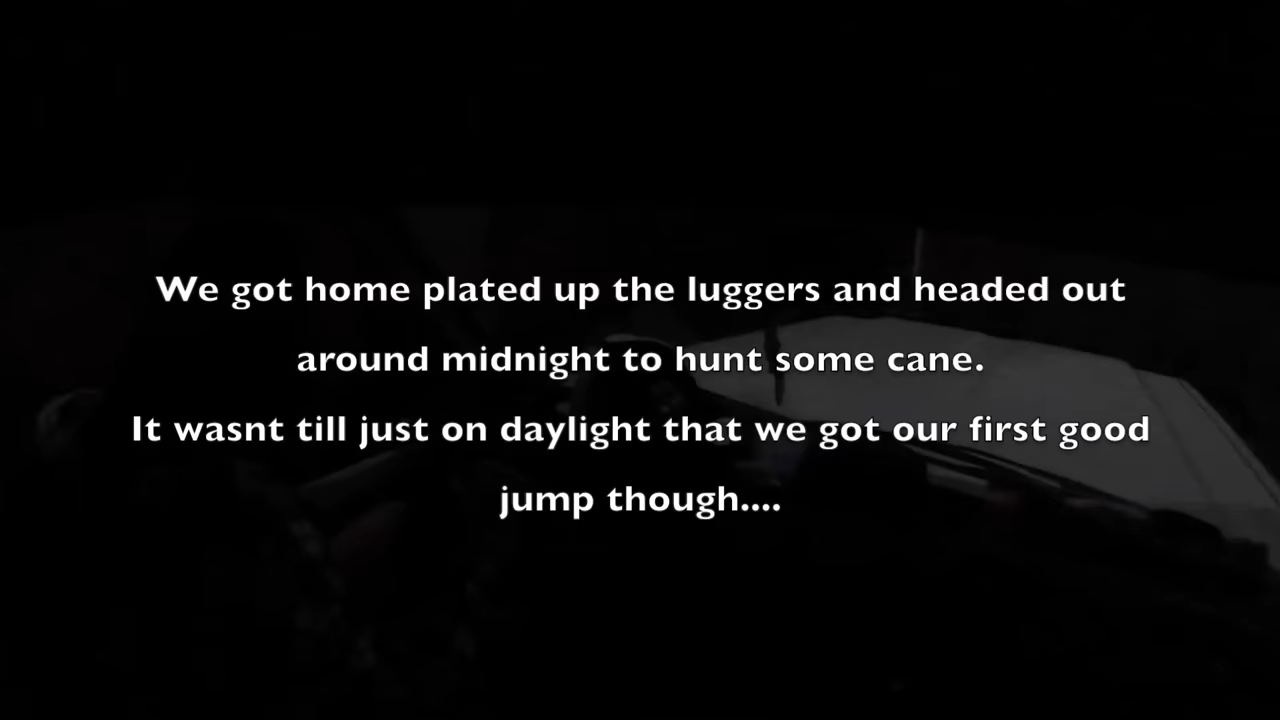 We got home plated up the luggers and headed out
around midnight to hunt some cane.
It wasnt till just on daylight that we got our first good
jump though....